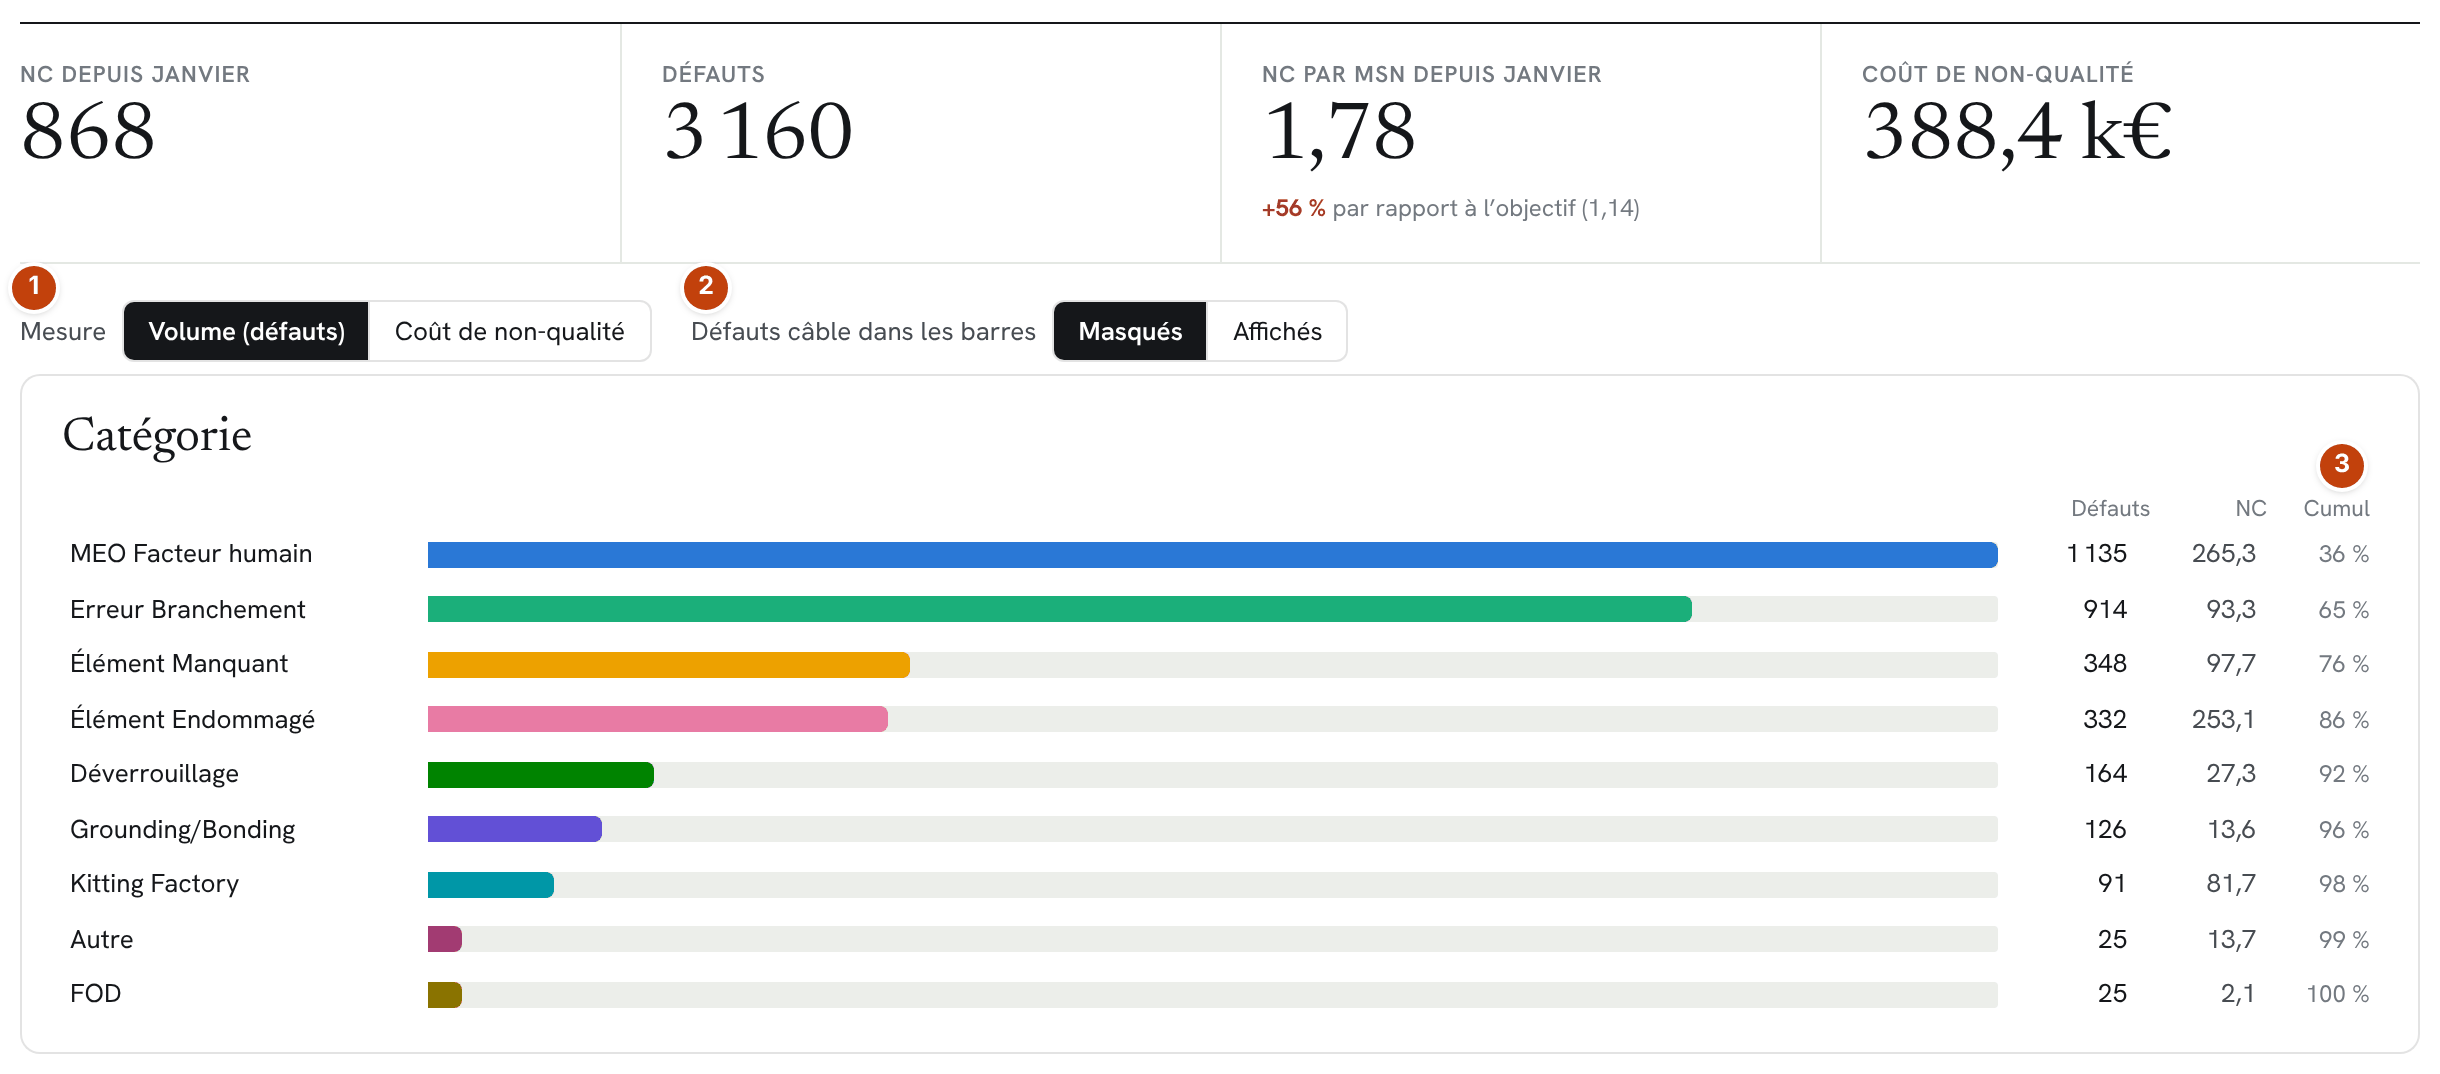 NC DEPUIS JANVIER
868
DÉFAUTS
3 160
NC PAR MSN DEPUIS JANVIER
1,78
+56 % par rapport à l’objectif (1,14)
COÛT DE NON-QUALITÉ
388,4 k€
1
Mesure
Volume (défauts)
Coût de non-qualité
2
Défauts câble dans les barres
Masqués
Affichés
Catégorie
3
Défauts NC Cumul
MEO Facteur humain 1 135 265,3 36 %
Erreur Branchement 914 93,3 65 %
Élément Manquant 348 97,7 76 %
Élément Endommagé 332 253,1 86 %
Déverrouillage 164 27,3 92 %
Grounding/Bonding 126 13,6 96 %
Kitting Factory 91 81,7 98 %
Autre 25 13,7 99 %
FOD 25 2,1 100 %